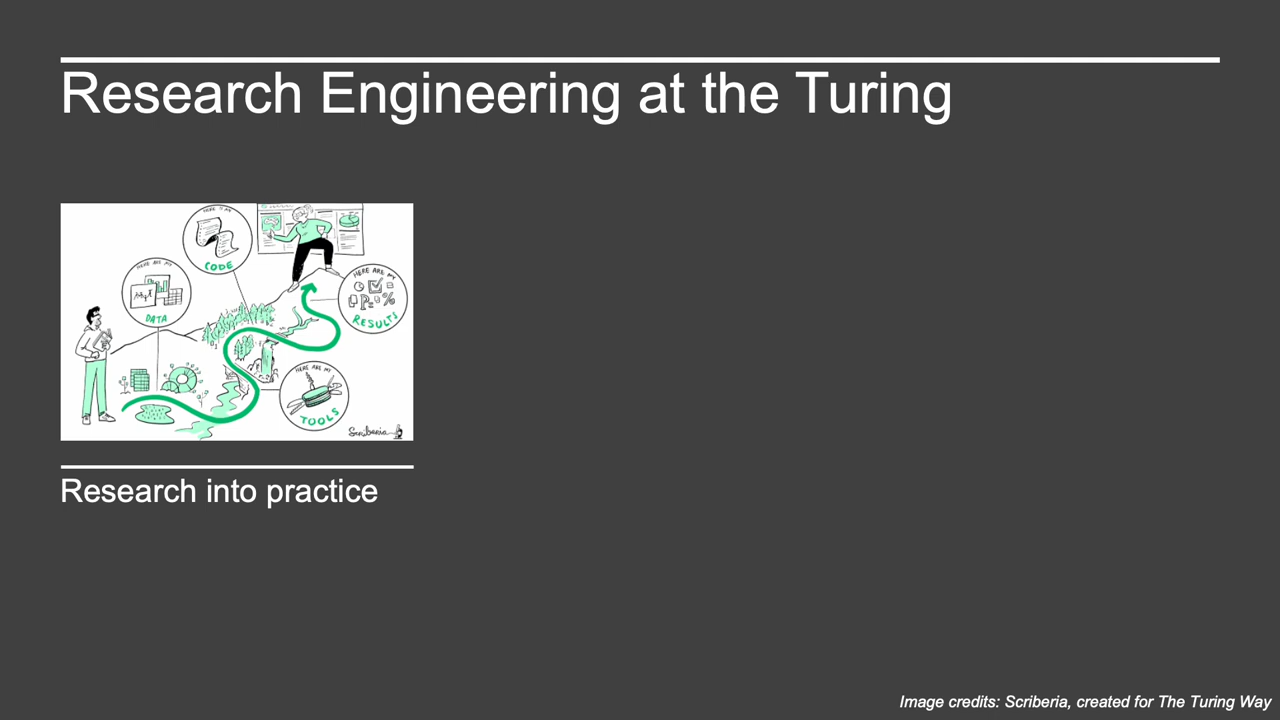 Research Engineering at the Turing
HERE IS MY
CODE
HERE ARE MY
DATA
HERE ARE MY
RESULTS
HERE ARE MY
TOOLS
Scriberia
Research into practice
Image credits: Scriberia, created for The Turing Way